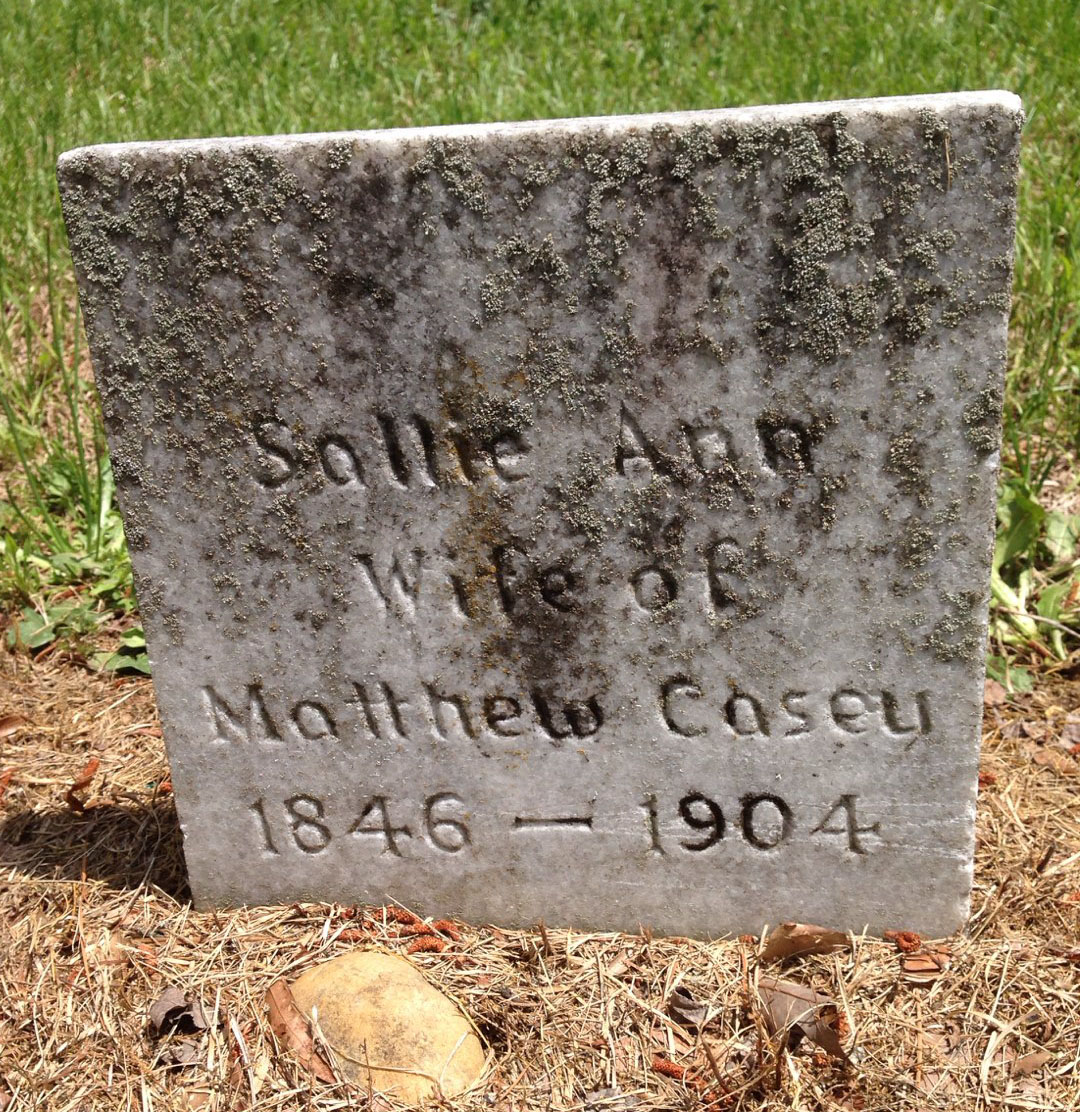 Sallie Ann
Wife of
Matthew Casey
1846 — 1904